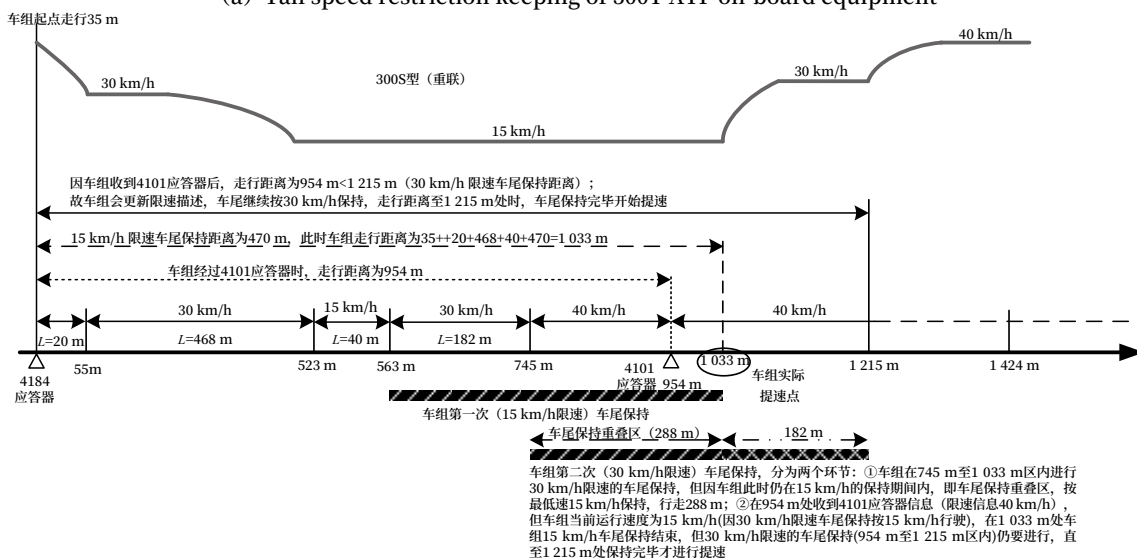 (a) Tail speed restriction keeping of 300T ATP on-board equipment
车组起点走行35 m
40 km/h
30 km/h
300S型（重联）
30 km/h
15 km/h
因车组收到4101应答器后，走行距离为954 m<1 215 m（30 km/h 限速车尾保持距离）；
故车组会更新限速描述，车尾继续按30 km/h保持，走行距离至1 215 m处时，车尾保持完毕开始提速
15 km/h 限速车尾保持距离为470 m，此时车组走行距离为35++20+468+40+470=1 033 m
车组经过4101应答器时，走行距离为954 m
30 km/h
15 km/h
30 km/h
40 km/h
40 km/h
L=20 m
L=468 m
L=40 m
L=182 m
4184
应答器
55m
523 m
563 m
745 m
4101
应答器 954 m
1 033 m
车组实际
提速点
1 215 m
1 424 m
车组第一次（15 km/h限速）车尾保持
车尾保持重叠区（288 m）
182 m
车组第二次（30 km/h限速）车尾保持，分为两个环节：①车组在745 m至1 033 m区内进行
30 km/h限速的车尾保持，但因车组此时仍在15 km/h的保持期间内，即车尾保持重叠区，按
最低速15 km/h保持，行走288 m；②在954 m处收到4101应答器信息（限速信息40 km/h），
但车组当前运行速度为15 km/h(因30 km/h限速车尾保持按15 km/h行驶)，在1 033 m处车
组15 km/h车尾保持结束，但30 km/h限速的车尾保持(954 m至1 215 m区内)仍要进行，直
至1 215 m处保持完毕才进行提速